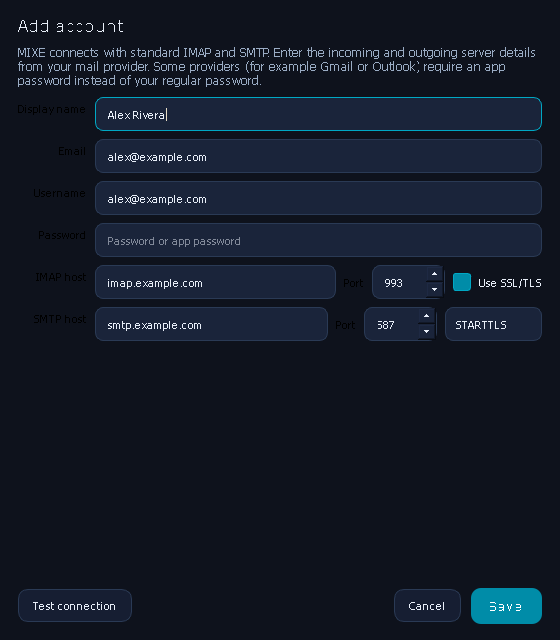 Add account
MIXE connects with standard IMAP and SMTP. Enter the incoming and outgoing server details
from your mail provider. Some providers (for example Gmail or Outlook) require an app
password instead of your regular password.
Display name Alex Rivera
Email alex@example.com
Username alex@example.com
Password Password or app password
IMAP host imap.example.com Port 993 Use SSL/TLS
SMTP host smtp.example.com Port 587 STARTTLS
Test connection Cancel Save